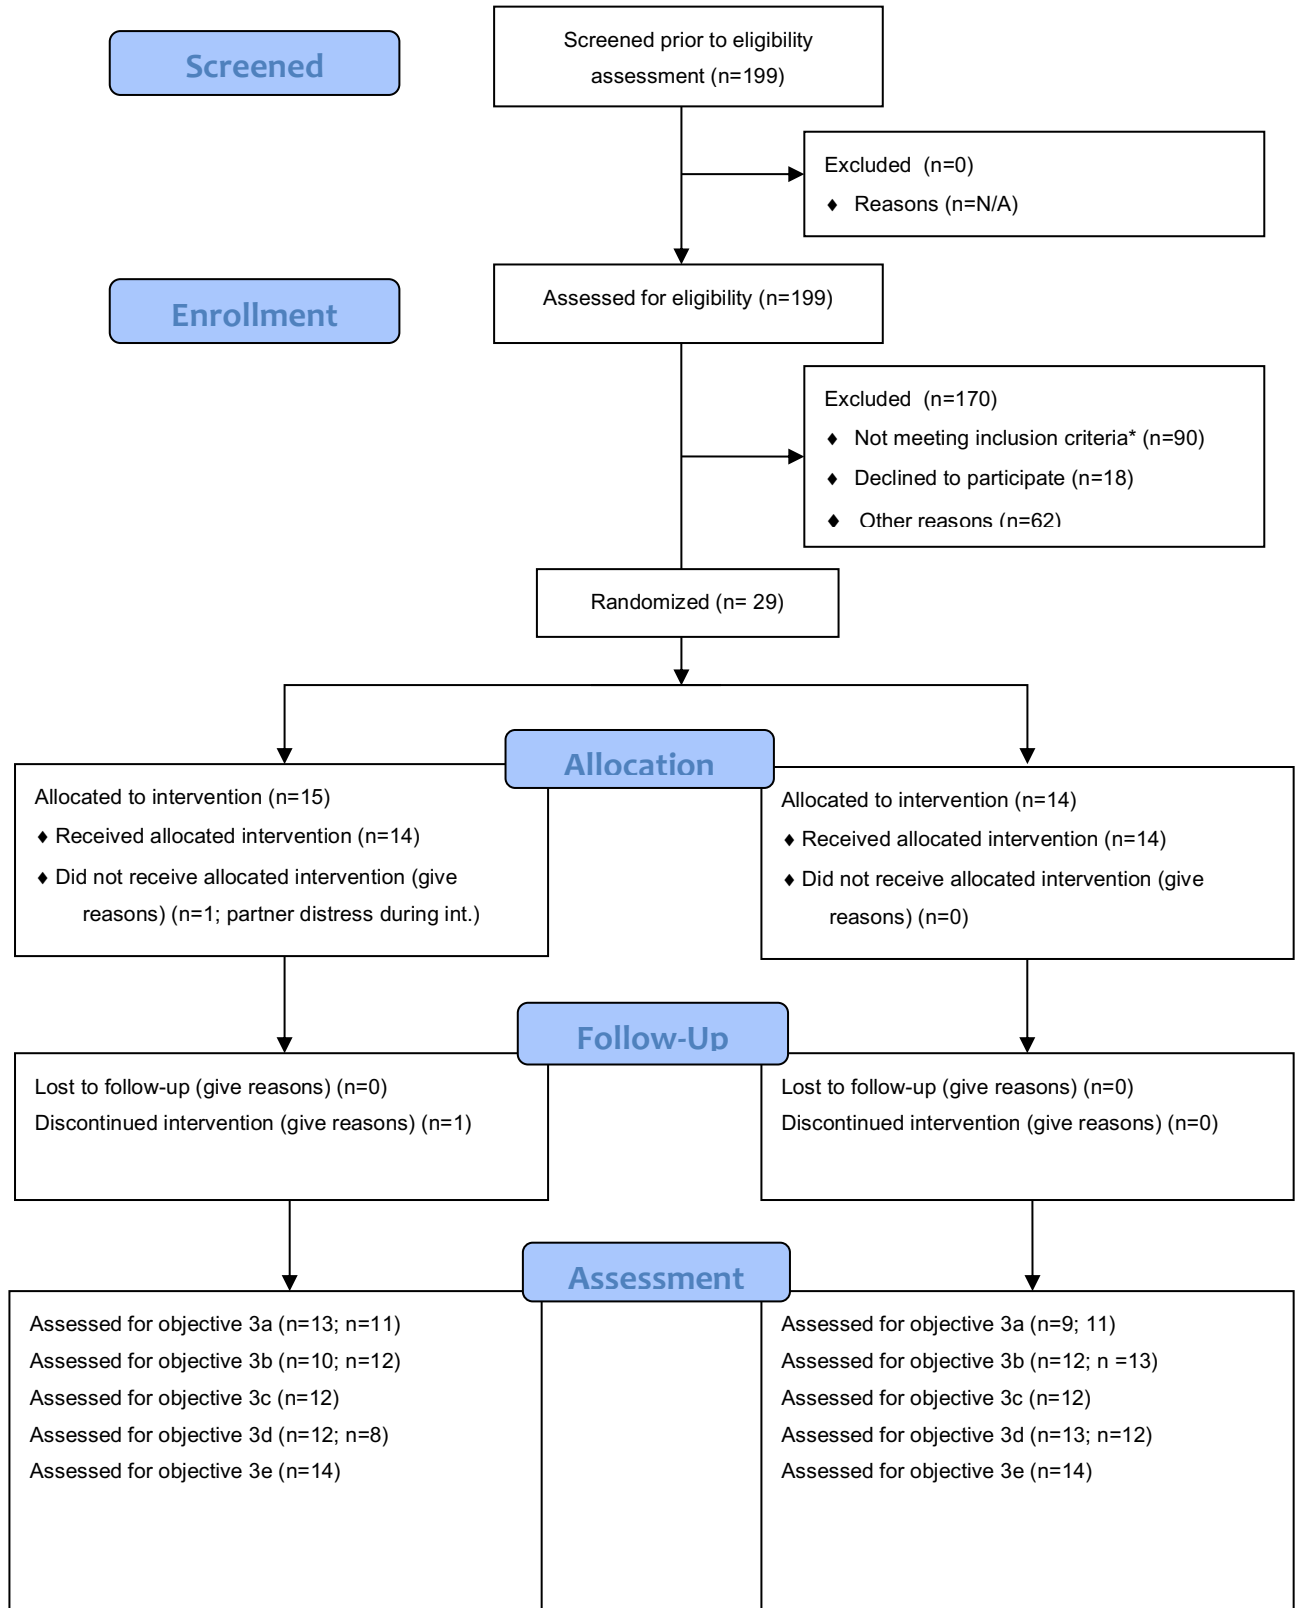 Screened
Screened prior to eligibility
assessment (n=199)
Excluded  (n=0)
♦ Reasons (n=N/A)
Enrollment
Assessed for eligibility (n=199)
Excluded  (n=170)
♦ Not meeting inclusion criteria* (n=90)
♦ Declined to participate (n=18)
♦ Other reasons (n=62)
Randomized (n= 29)
Allocation
Allocated to intervention (n=15)
♦ Received allocated intervention (n=14)
♦ Did not receive allocated intervention (give
reasons) (n=1; partner distress during int.)
Allocated to intervention (n=14)
♦ Received allocated intervention (n=14)
♦ Did not receive allocated intervention (give
reasons) (n=0)
Follow-Up
Lost to follow-up (give reasons) (n=0)
Discontinued intervention (give reasons) (n=1)
Lost to follow-up (give reasons) (n=0)
Discontinued intervention (give reasons) (n=0)
Assessment
Assessed for objective 3a (n=13; n=11)
Assessed for objective 3b (n=10; n=12)
Assessed for objective 3c (n=12)
Assessed for objective 3d (n=12; n=8)
Assessed for objective 3e (n=14)
Assessed for objective 3a (n=9; 11)
Assessed for objective 3b (n=12; n =13)
Assessed for objective 3c (n=12)
Assessed for objective 3d (n=13; n=12)
Assessed for objective 3e (n=14)